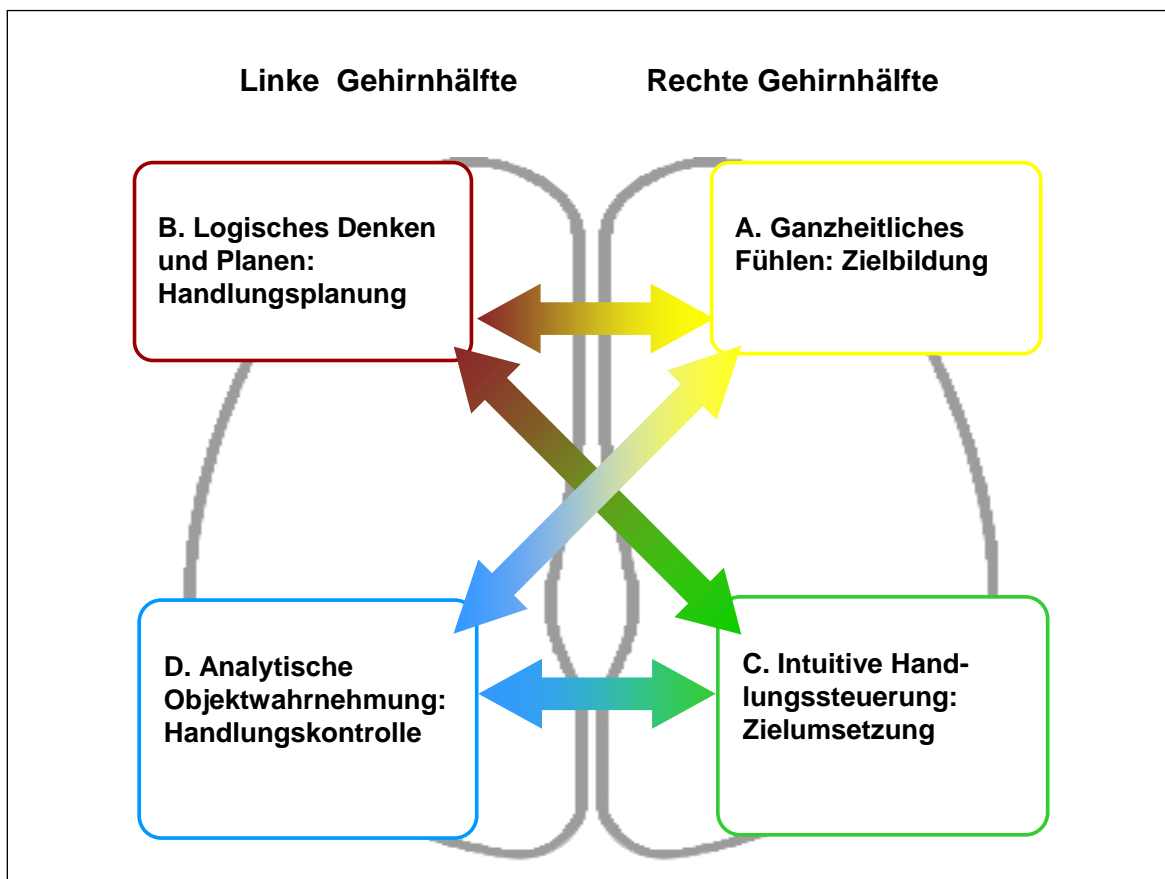 Linke Gehirnhälfte
Rechte Gehirnhälfte
B. Logisches Denken
und Planen:
Handlungsplanung
A. Ganzheitliches
Fühlen: Zielbildung
D. Analytische
Objektwahrnehmung:
Handlungskontrolle
C. Intuitive Hand-
lungssteuerung:
Zielumsetzung